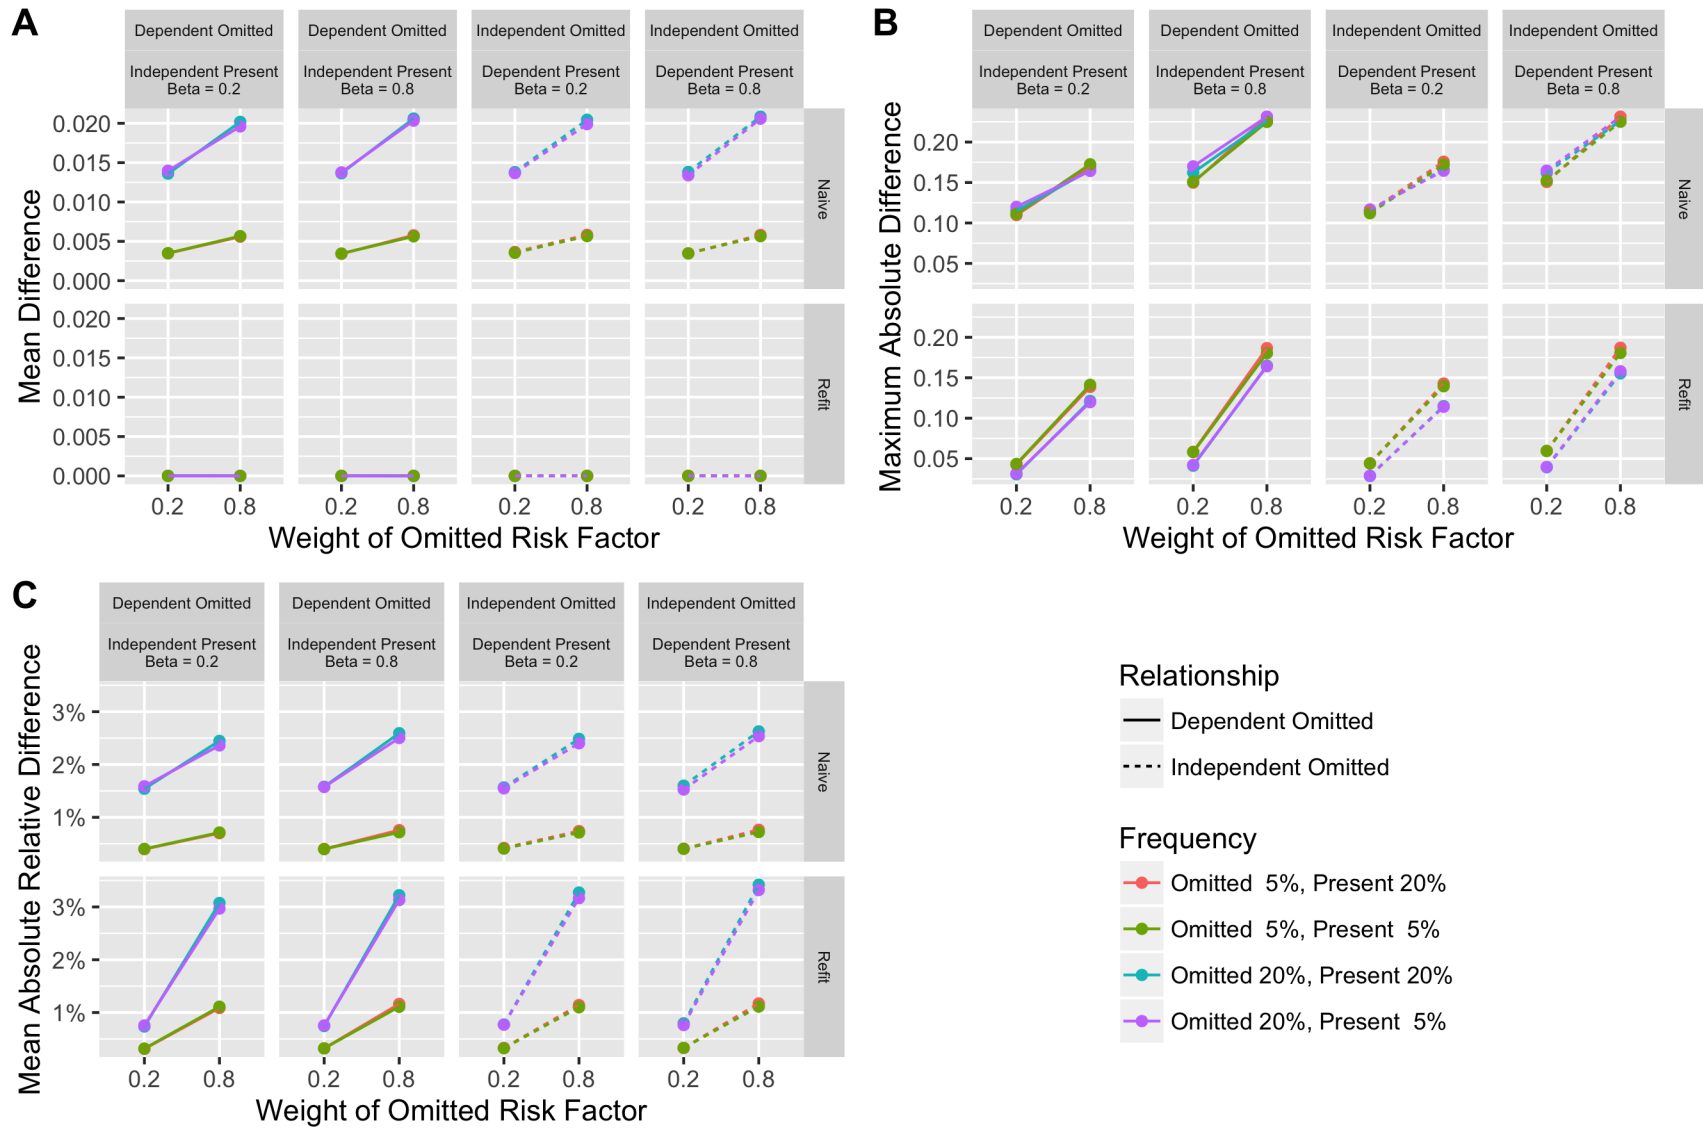 A
Dependent Omitted
Dependent Omitted
Independent Omitted
Independent Omitted
Independent Present
Beta = 0.2
Independent Present
Beta = 0.8
Dependent Present
Beta = 0.2
Dependent Present
Beta = 0.8
Mean Difference
0.020
0.015
0.010
0.005
0.000
Naive
0.020
0.015
0.010
0.005
0.000
Refit
0.2 0.8 0.2 0.8 0.2 0.8 0.2 0.8
Weight of Omitted Risk Factor
B
Dependent Omitted
Dependent Omitted
Independent Omitted
Independent Omitted
Independent Present
Beta = 0.2
Independent Present
Beta = 0.8
Dependent Present
Beta = 0.2
Dependent Present
Beta = 0.8
Maximum Absolute Difference
0.20
0.15
0.10
0.05
Naive
0.20
0.15
0.10
0.05
Refit
0.2 0.8 0.2 0.8 0.2 0.8 0.2 0.8
Weight of Omitted Risk Factor
C
Dependent Omitted
Dependent Omitted
Independent Omitted
Independent Omitted
Independent Present
Beta = 0.2
Independent Present
Beta = 0.8
Dependent Present
Beta = 0.2
Dependent Present
Beta = 0.8
Mean Absolute Relative Difference
3%
2%
1%
Naive
3%
2%
1%
Refit
0.2 0.8 0.2 0.8 0.2 0.8 0.2 0.8
Weight of Omitted Risk Factor
Relationship
Dependent Omitted
Independent Omitted
Frequency
Omitted 5%, Present 20%
Omitted 5%, Present 5%
Omitted 20%, Present 20%
Omitted 20%, Present 5%